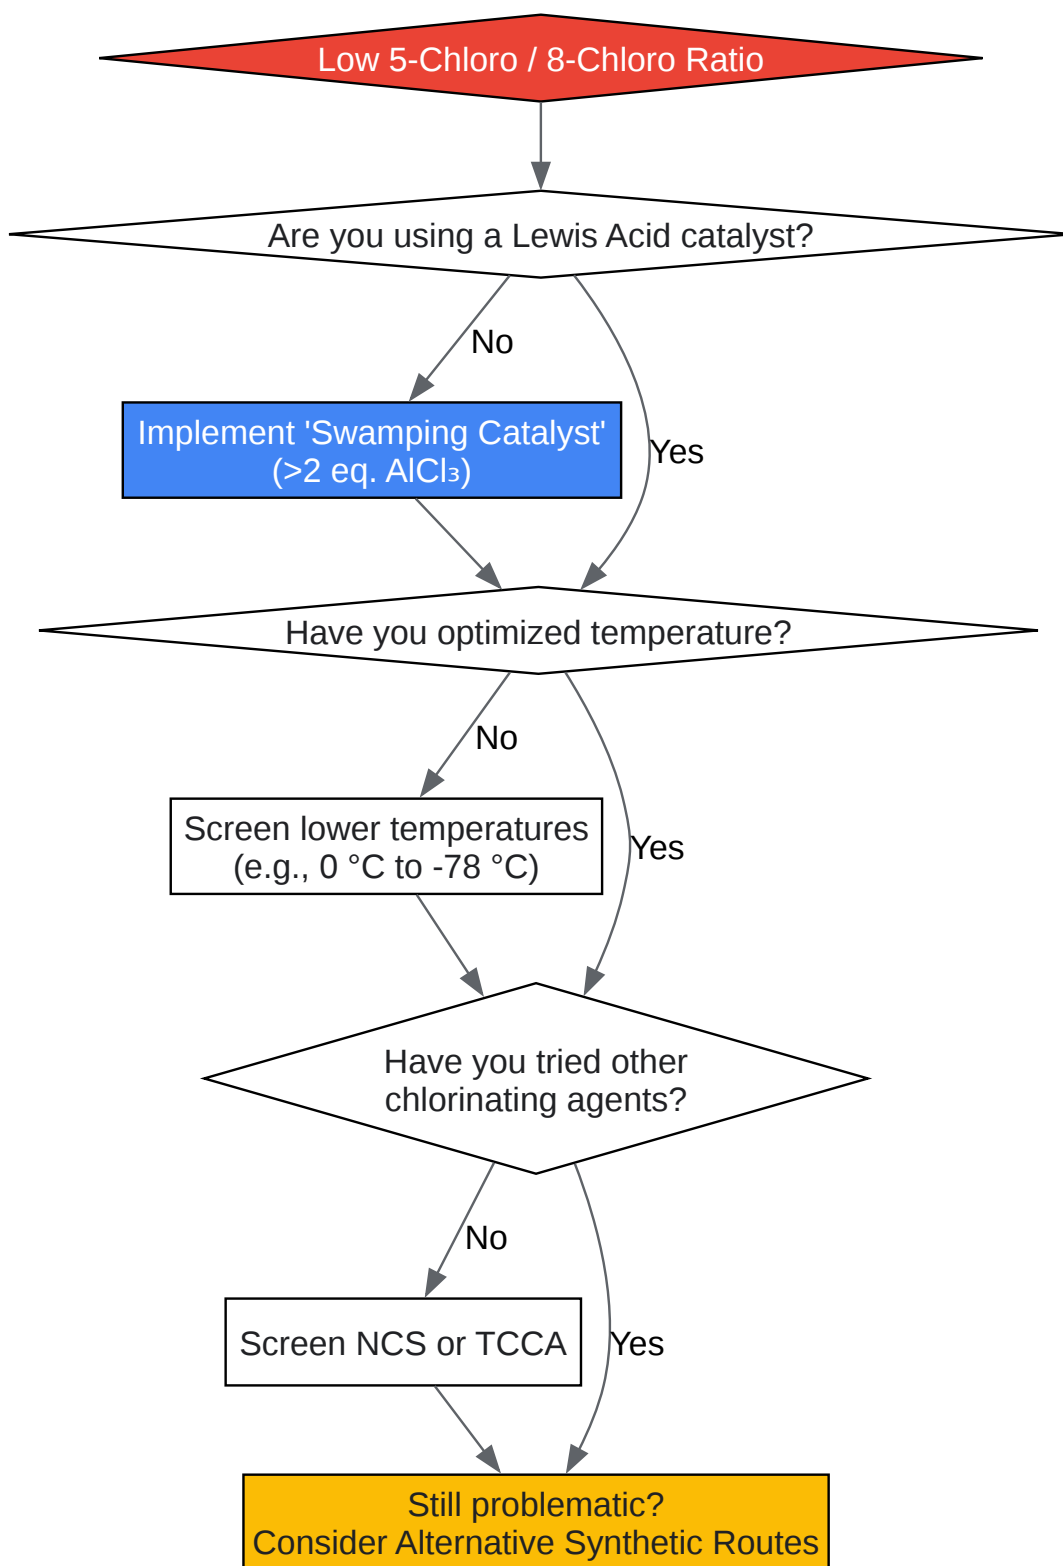 Low 5-Chloro / 8-Chloro Ratio
Are you using a Lewis Acid catalyst?
No
Implement 'Swamping Catalyst'
(>2 eq. AlCl₃)
Yes
Have you optimized temperature?
No
Screen lower temperatures
(e.g., 0 °C to -78 °C)
Yes
Have you tried other
chlorinating agents?
No
Screen NCS or TCCA
Yes
Still problematic?
Consider Alternative Synthetic Routes